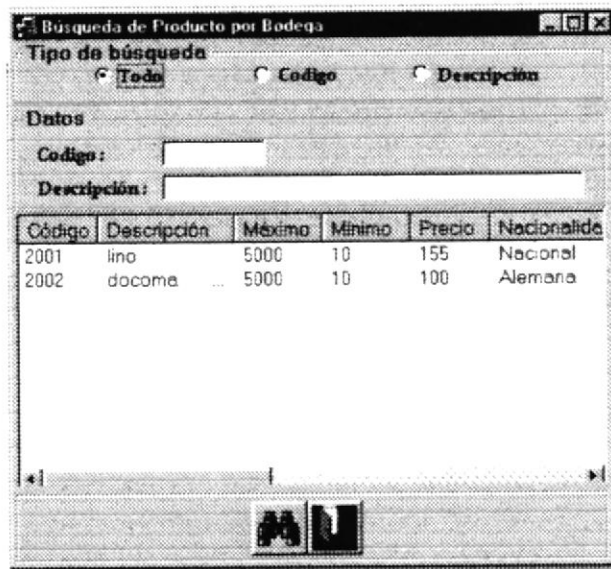 Búsqueda de Producto por Bodega
Tipo de búsqueda
Todo Codigo Descripción
Datos
Codigo:
Descripción:
Código Descripción Máximo Mínimo Precio Nacionalida
2001 lino 5000 10 155 Nacional
2002 docoma ... 5000 10 100 Alemana